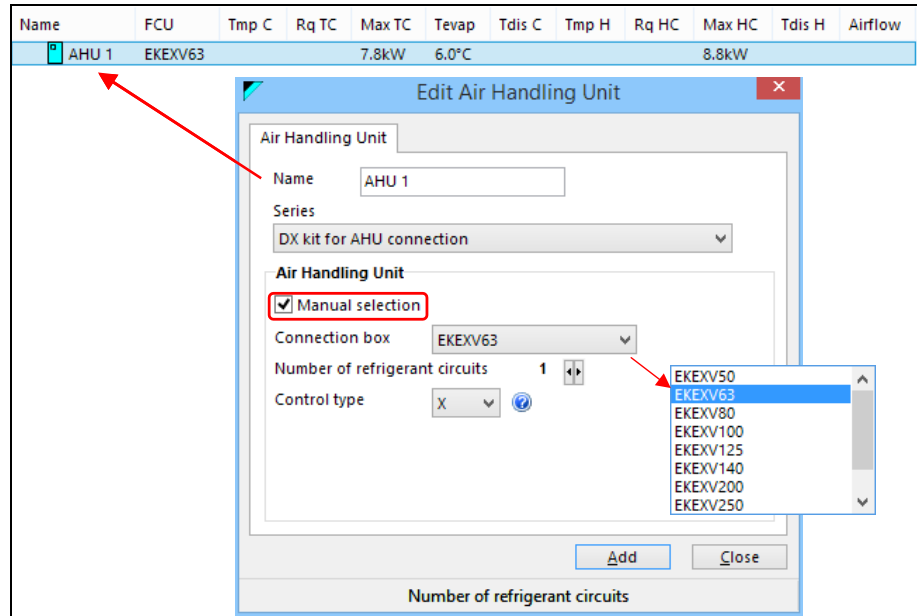 Name FCU Tmp C Rq TC Max TC Tevap Tdis C Tmp H Rq HC Max HC Tdis H Airflow
AHU 1 EKEXV63 7.8kW 6.0°C 8.8kW
Edit Air Handling Unit
Air Handling Unit
Name AHU 1
Series
DX kit for AHU connection
Air Handling Unit
Manual selection
Connection box EKEXV63
Number of refrigerant circuits 1
Control type X
EKEXV50
EKEXV63
EKEXV80
EKEXV100
EKEXV125
EKEXV140
EKEXV200
EKEXV250
Add Close
Number of refrigerant circuits